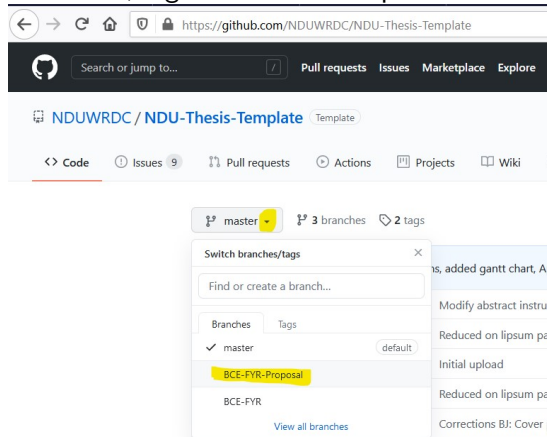 https://github.com/NDUWRDC/NDU-Thesis-Template
Search or jump to... / Pull requests Issues Marketplace Explore
NDUWRDC / NDU-Thesis-Template Template
<> Code Issues 9 Pull requests Actions Projects Wiki
master 3 branches 2 tags
Switch branches/tags
ns, added gantt chart, A
Find or create a branch...
Modify abstract instru
Branches Tags
Reduced on lipsum pa
master default
Initial upload
BCE-FYR-Proposal
Reduced on lipsum pa
BCE-FYR
Corrections BJ: Cover
View all branches